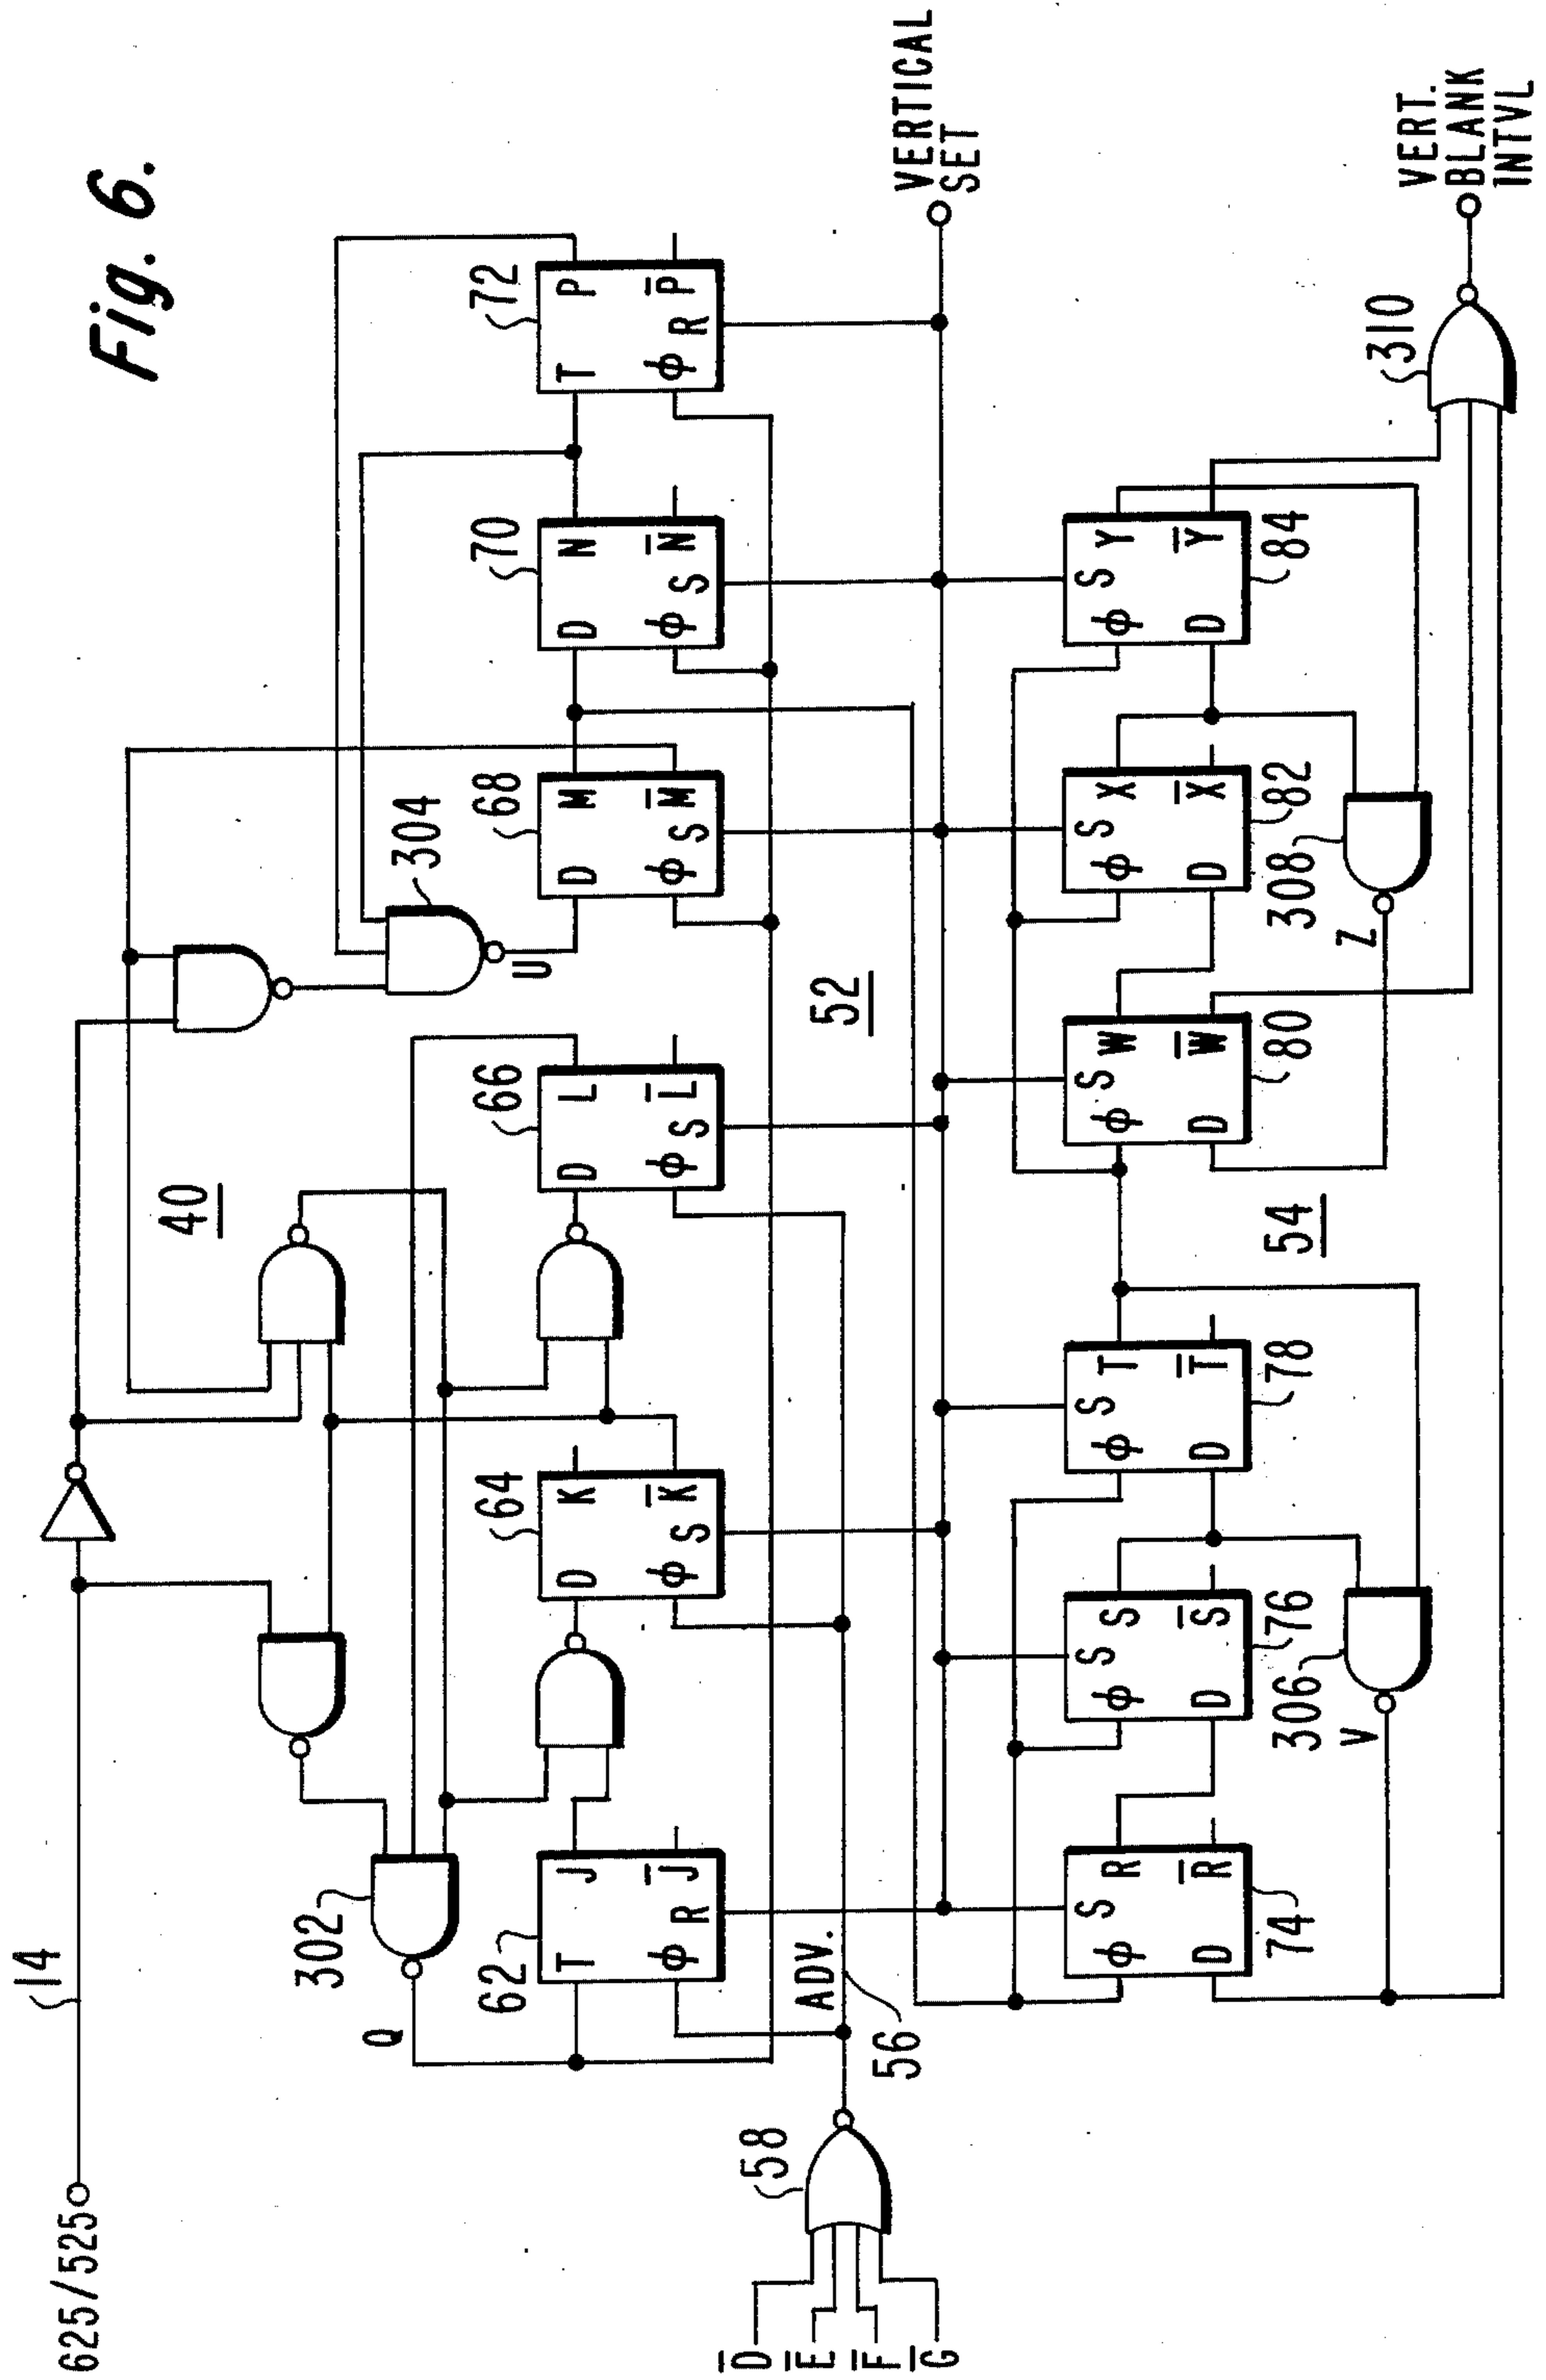 Fig. 6.
625/525
14
40
302
Q
304
U
62
T J
J̅
ϕ R
64
D K
K̅
ϕ S
66
D L
L̅
ϕ S
68
D M
M̅
ϕ S
70
D N
N̅
ϕ S
72
T P
P̅
ϕ R
52
D̅
E̅
F̅
G̅
58
ADV.
56
VERTICAL
SET
ϕ S R
D R̅
74
ϕ S S
D S̅
76
ϕ S T
D T̅
78
54
ϕ S W
D W̅
80
ϕ S X
D X̅
82
ϕ S Y
D Y̅
84
306
V
308
Z
310
VERT.
BLANK
INTVL